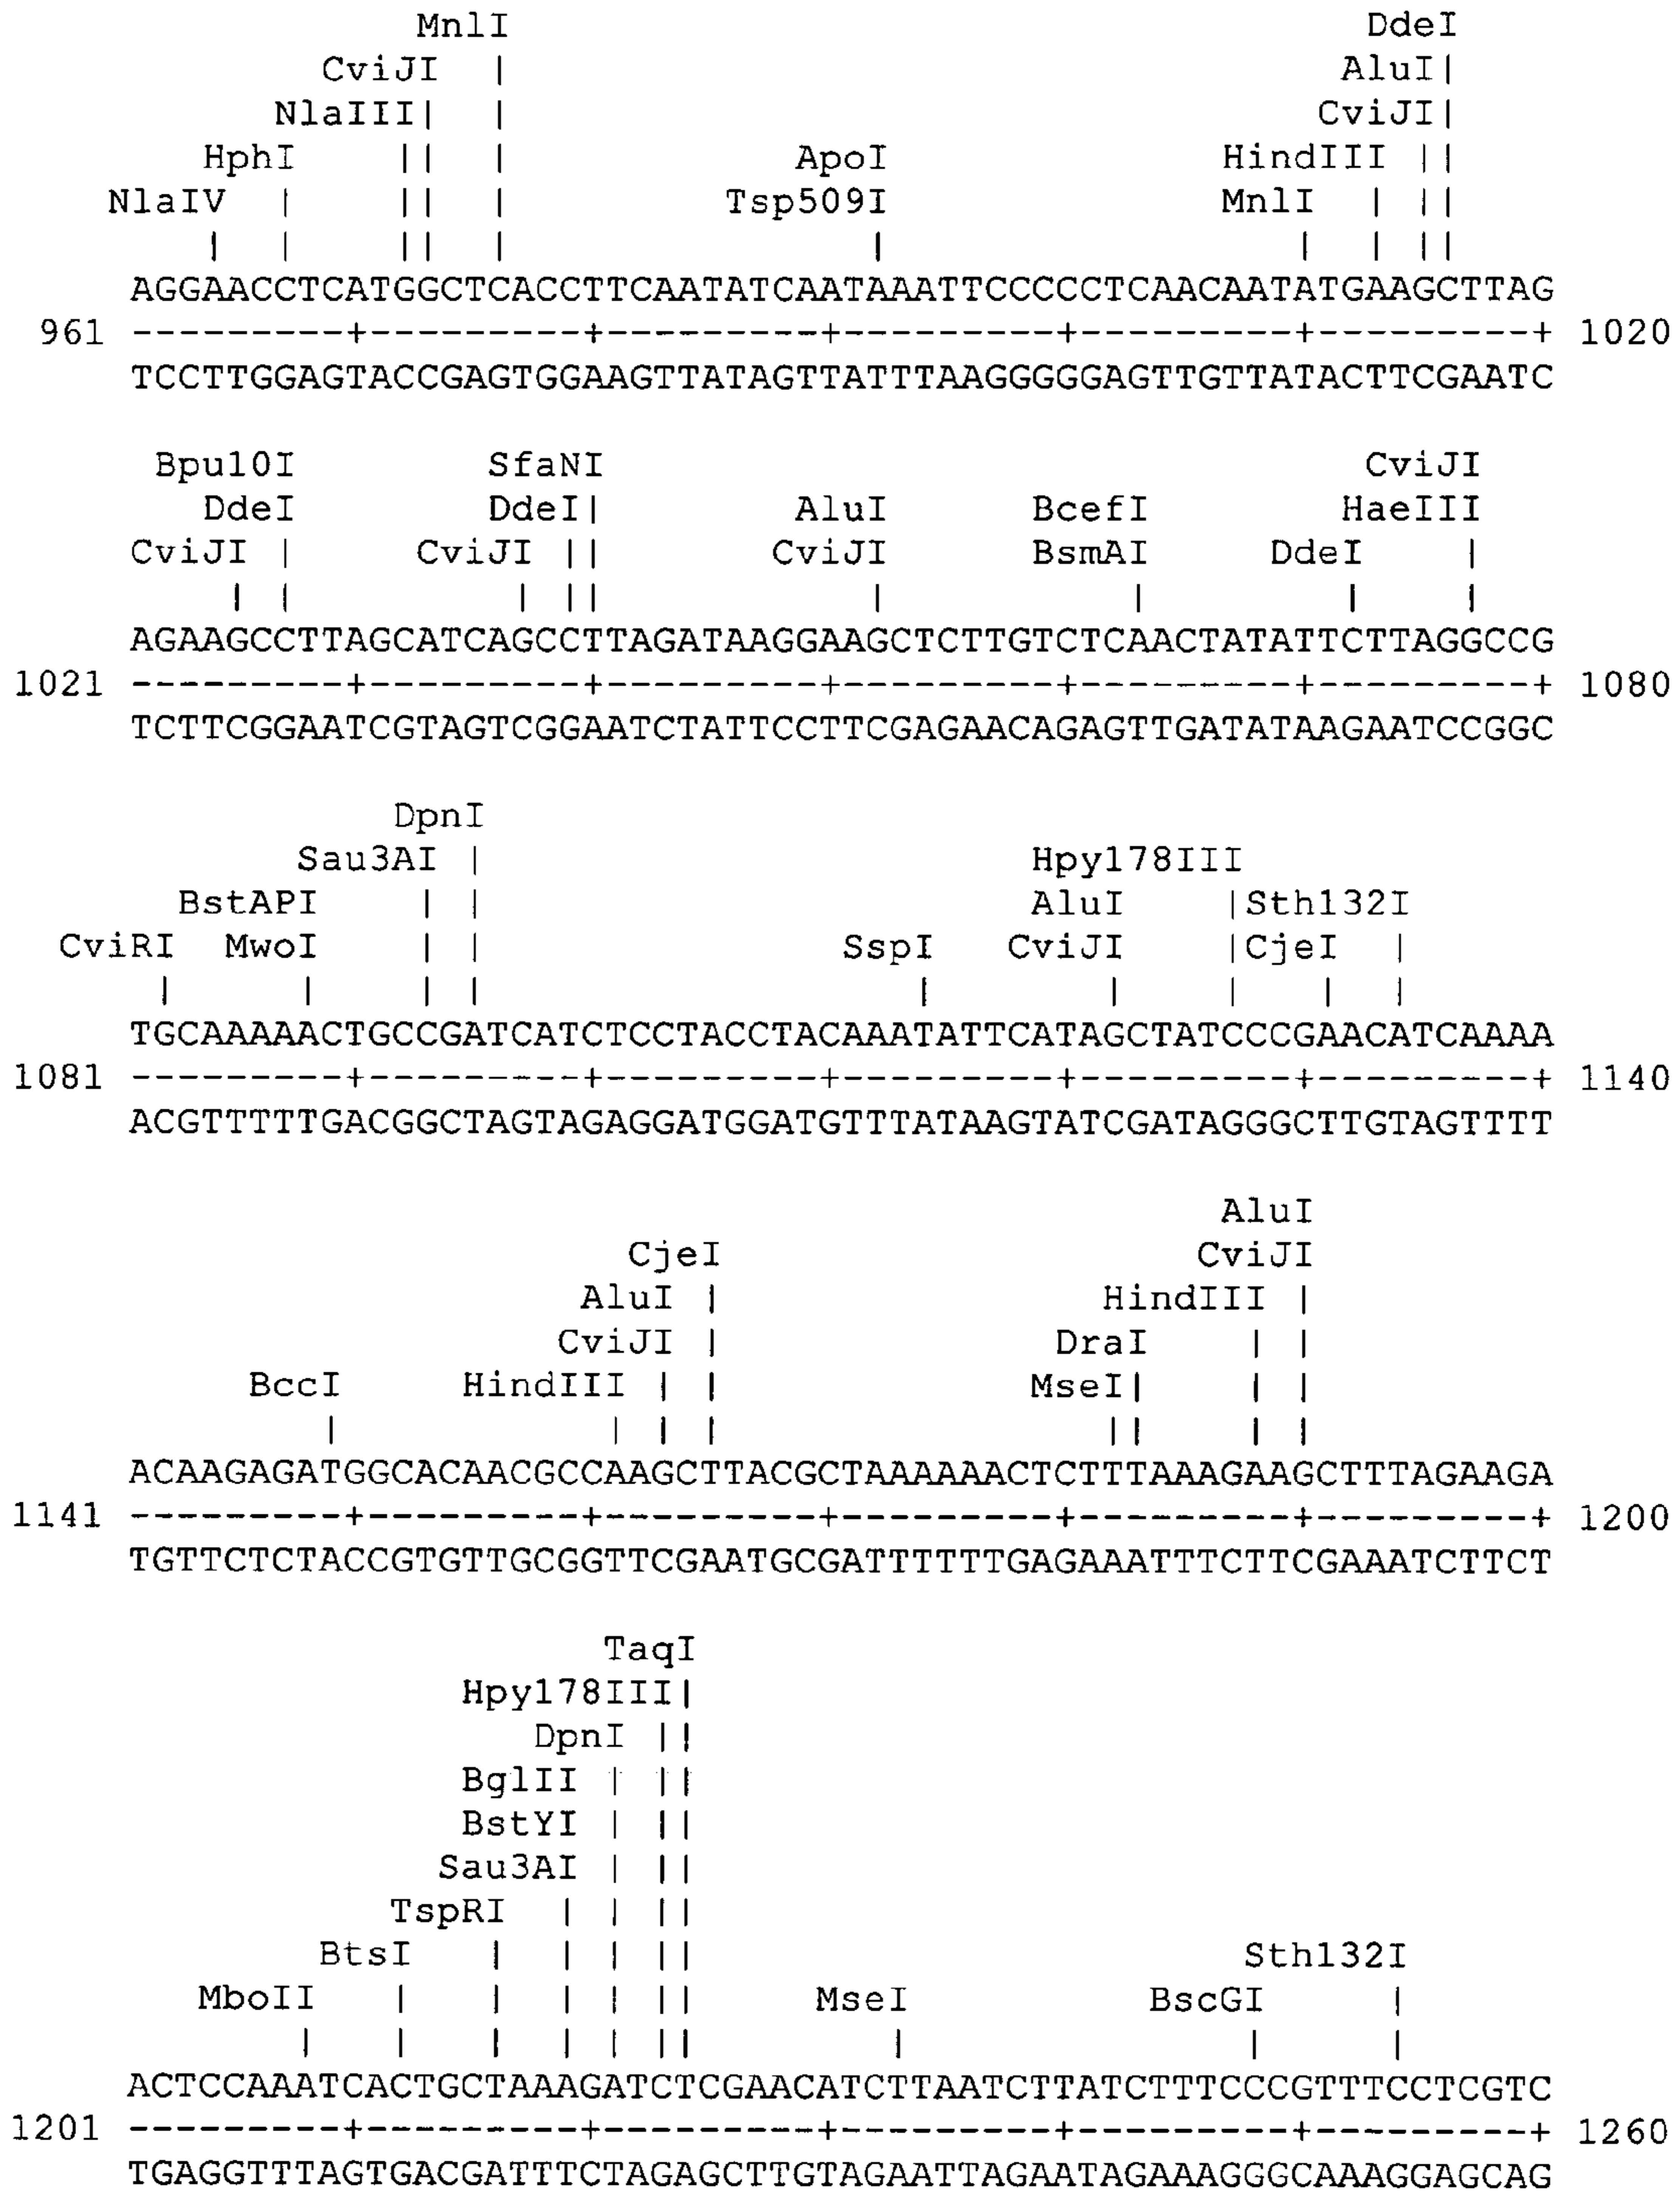 MnlI DdeI
CviJI | AluI|
NlaIII| | CviJI|
HphI || | ApoI HindIII ||
NlaIV | || | Tsp509I MnlI | ||
| | || | | | | ||
AGGAACCTCATGGCTCACCTTCAATATCAATAAATTCCCCCTCAACAATATGAAGCTTAG
961 ---------+---------+---------+---------+---------+---------+ 1020
TCCTTGGAGTACCGAGTGGAAGTTATAGTTATTTAAGGGGGAGTTGTTATACTTCGAATC
Bpu10I SfaNI CviJI
DdeI DdeI| AluI BcefI HaeIII
CviJI | CviJI || CviJI BsmAI DdeI |
| | | || | | | |
AGAAGCCTTAGCATCAGCCTTAGATAAGGAAGCTCTTGTCTCAACTATATTCTTAGGCCG
1021 ---------+---------+---------+---------+---------+---------+ 1080
TCTTCGGAATCGTAGTCGGAATCTATTCCTTCGAGAACAGAGTTGATATAAGAATCCGGC
DpnI
Sau3AI | Hpy178III
BstAPI | | AluI |Sth132I
CviRI MwoI | | SspI CviJI |CjeI |
| | | | | | | | |
TGCAAAAACTGCCGATCATCTCCTACCTACAAATATTCATAGCTATCCCGAACATCAAAA
1081 ---------+---------+---------+---------+---------+---------+ 1140
ACGTTTTTGACGGCTAGTAGAGGATGGATGTTTATAAGTATCGATAGGGCTTGTAGTTTT
AluI
CjeI CviJI
AluI | HindIII |
CviJI | DraI | |
BccI HindIII | | MseI| | |
| | | | || | |
ACAAGAGATGGCACAACGCCAAGCTTACGCTAAAAAACTCTTTAAAGAAGCTTTAGAAGA
1141 ---------+---------+---------+---------+---------+---------+ 1200
TGTTCTCTACCGTGTTGCGGTTCGAATGCGATTTTTTGAGAAATTTCTTCGAAATCTTCT
TaqI
Hpy178III|
DpnI ||
BglII | ||
BstYI | ||
Sau3AI | ||
TspRI | | ||
BtsI | | | || Sth132I
MboII | | | | || MseI BscGI |
| | | | | || | | |
ACTCCAAATCACTGCTAAAGATCTCGAACATCTTAATCTTATCTTTCCCGTTTCCTCGTC
1201 ---------+---------+---------+---------+---------+---------+ 1260
TGAGGTTTAGTGACGATTTCTAGAGCTTGTAGAATTAGAATAGAAAGGGCAAAGGAGCAG